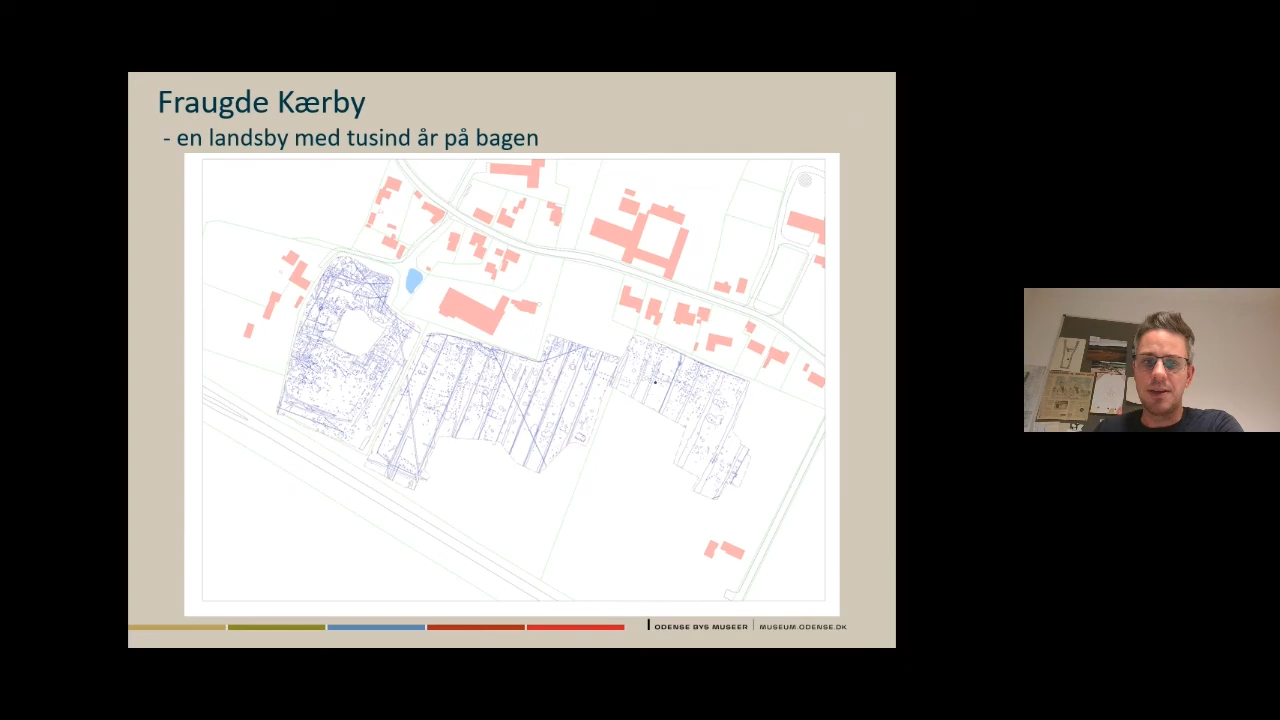 Fraugde Kærby
- en landsby med tusind år på bagen
ODENSE BYS MUSEER | MUSEUM.ODENSE.DK